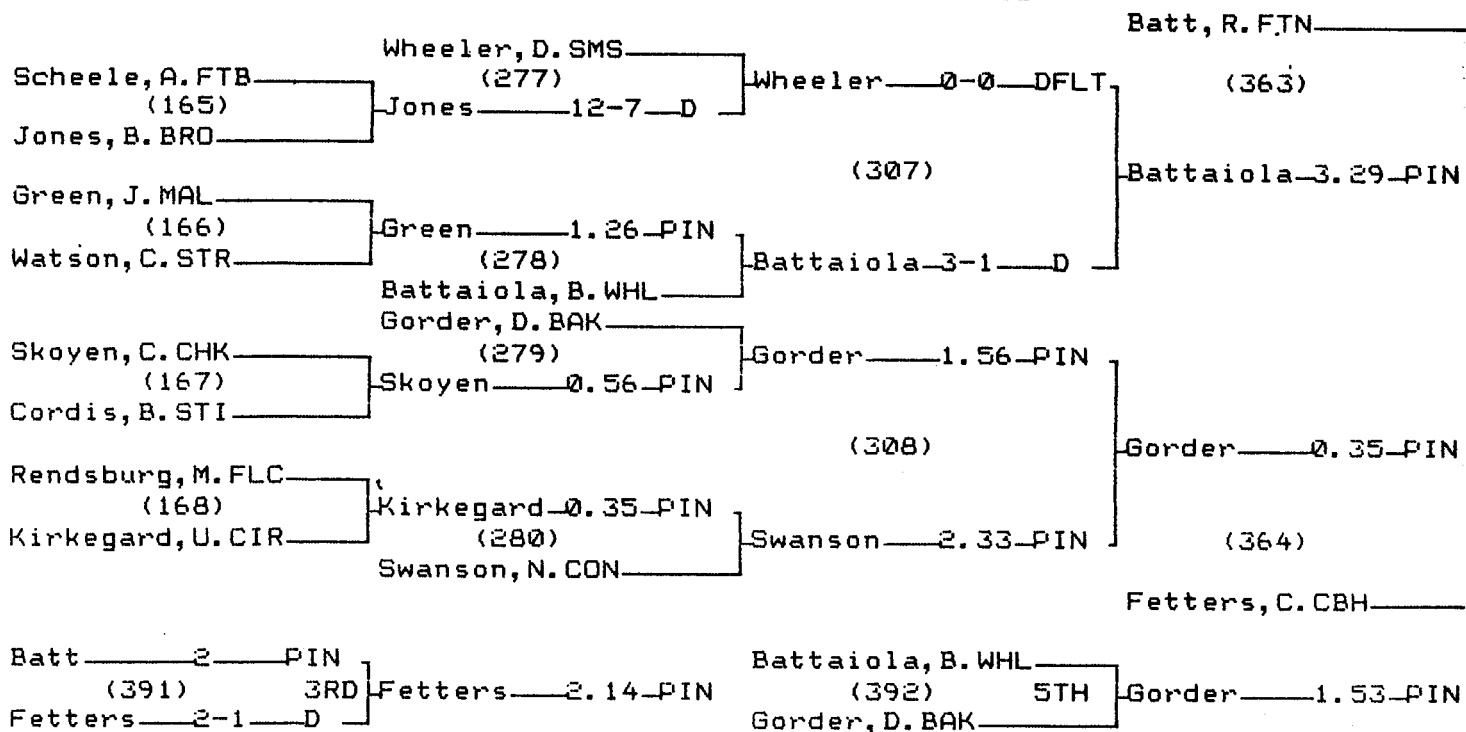 Batt, R. FTN
Wheeler, D. SMS
Scheele, A. FTB (277) Wheeler 0-0 DFLT (363)
(165) Jones 12-7 D
Jones, B. BRO
(307) Battaiola 3.29 PIN
Green, J. MAL
(166) Green 1.26 PIN
Watson, C. STR (278) Battaiola 3-1 D
Battaiola, B. WHL
Gorder, D. BAK
Skoyen, C. CHK (279) Gorder 1.56 PIN
(167) Skoyen 0.56 PIN
Cordis, B. STI
(308) Gorder 0.35 PIN
Rendsburg, M. FLC
(168) Kirkegard 0.35 PIN
Kirkegard, U. CIR (280) Swanson 2.33 PIN (364)
Swanson, N. CON
Fetters, C. CBH
Batt 2 PIN Battaiola, B. WHL
(391) 3RD Fetters 2.14 PIN (392) 5TH Gorder 1.53 PIN
Fetters 2-1 D Gorder, D. BAK